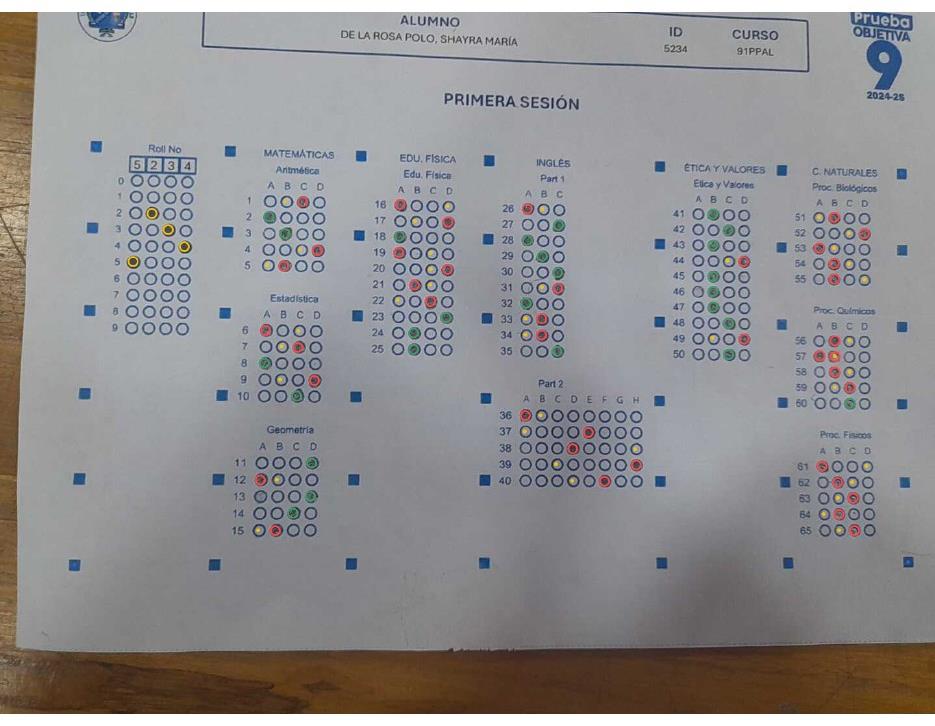 ALUMNO
DE LA ROSA POLO, SHAYRA MARÍA
ID
5234
CURSO
91PPAL
Prueba
OBJETIVA
9
2024-25
PRIMERA SESIÓN
Roll No
5 2 3 4
0
1
2
3
4
5
6
7
8
9
MATEMÁTICAS
Aritmética
A B C D
1
2
3
4
5
Estadística
A B C D
6
7
8
9
10
Geometría
A B C D
11
12
13
14
15
EDU. FÍSICA
Edu. Física
A B C D
16
17
18
19
20
21
22
23
24
25
INGLÉS
Part 1
A B C
26
27
28
29
30
31
32
33
34
35
Part 2
A B C D E F G H
36
37
38
39
40
ÉTICA Y VALORES
Etica y Valores
A B C D
41
42
43
44
45
46
47
48
49
50
C. NATURALES
Proc. Biológicos
A B C D
51
52
53
54
55
Proc. Químicos
A B C D
56
57
58
59
60
Proc. Físicos
A B C D
61
62
63
64
65